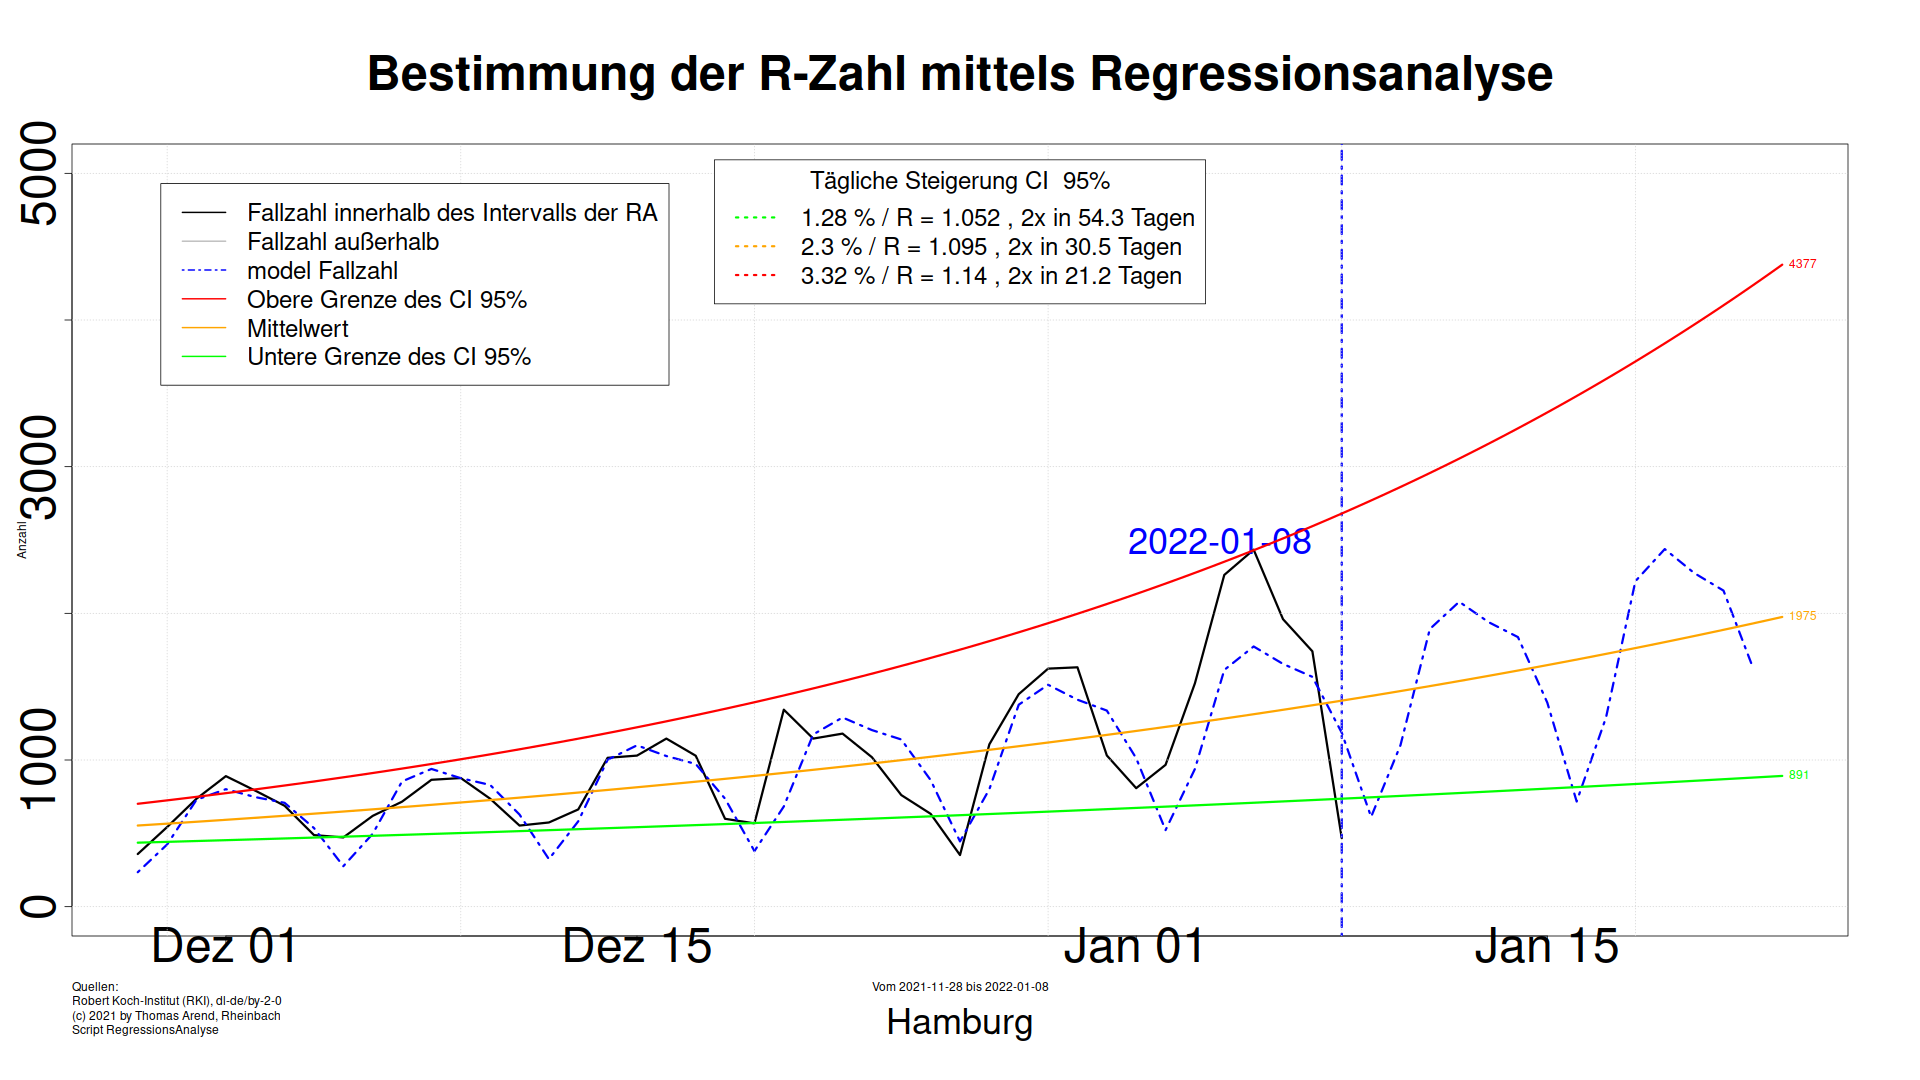 Bestimmung der R-Zahl mittels Regressionsanalyse
5000
3000
1000
0
Anzahl
Fallzahl innerhalb des Intervalls der RA
Fallzahl außerhalb
model Fallzahl
Obere Grenze des CI 95%
Mittelwert
Untere Grenze des CI 95%
Tägliche Steigerung CI 95%
1.28 % / R = 1.052 , 2x in 54.3 Tagen
2.3 % / R = 1.095 , 2x in 30.5 Tagen
3.32 % / R = 1.14 , 2x in 21.2 Tagen
4377
2022-01-08
1975
891
Dez 01
Dez 15
Jan 01
Jan 15
Quellen:
Robert Koch-Institut (RKI), dl-de/by-2-0
(c) 2021 by Thomas Arend, Rheinbach
Script RegressionsAnalyse
Vom 2021-11-28 bis 2022-01-08
Hamburg